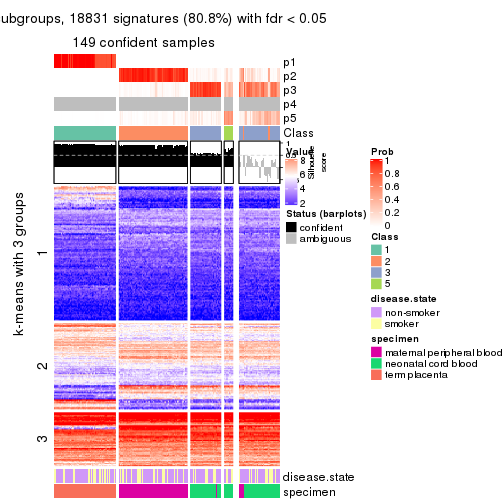 ubgroups, 18831 signatures (80.8%) with fdr < 0.05
149 confident samples
p1
p2
p3
p4
p5
Class
1
0.5
Silhouette
score
k-means with 3 groups
1
2
3
disease.state
specimen
Value
8
6
4
2
Status (barplots)
confident
ambiguous
Prob
1
0.8
0.6
0.4
0.2
0
Class
1
2
3
5
disease.state
non-smoker
smoker
specimen
maternal peripheral blood
neonatal cord blood
term placenta